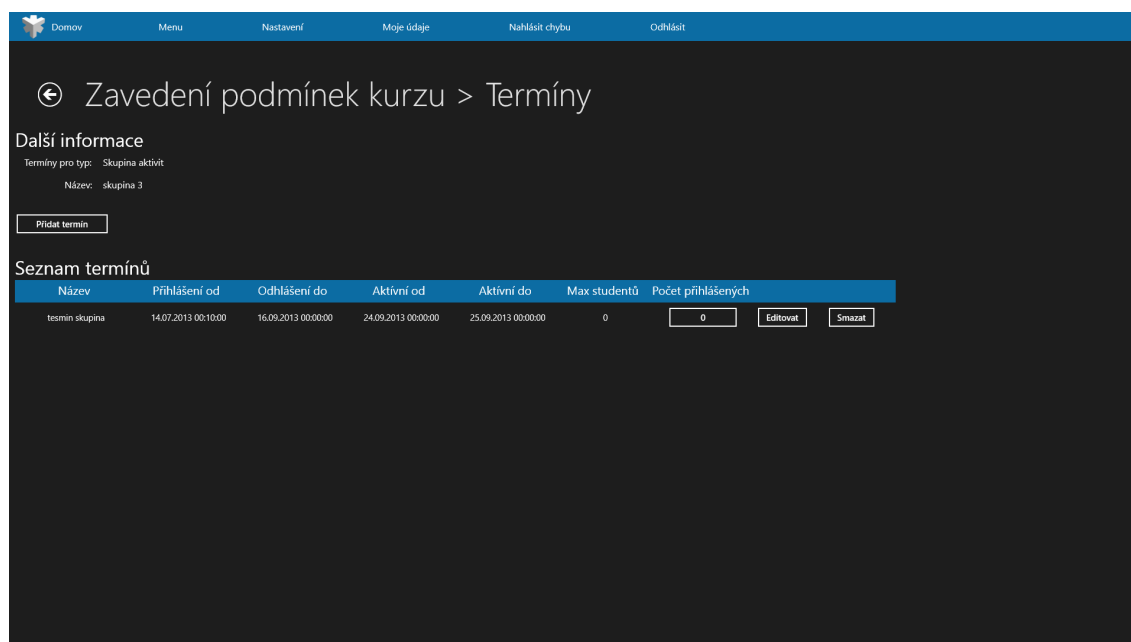 Domov Menu Nastavení Moje údaje Nahlásit chybu Odhlásit
Zavedení podmínek kurzu > Termíny
Další informace
Termíny pro typ: Skupina aktivit
Název: skupina 3
Přidat termín
Seznam termínů
Název Přihlášení od Odhlášení do Aktívní od Aktívní do Max studentů Počet přihlášených
tesmin skupina 14.07.2013 00:10:00 16.09.2013 00:00:00 24.09.2013 00:00:00 25.09.2013 00:00:00 0 0 Editovat Smazat